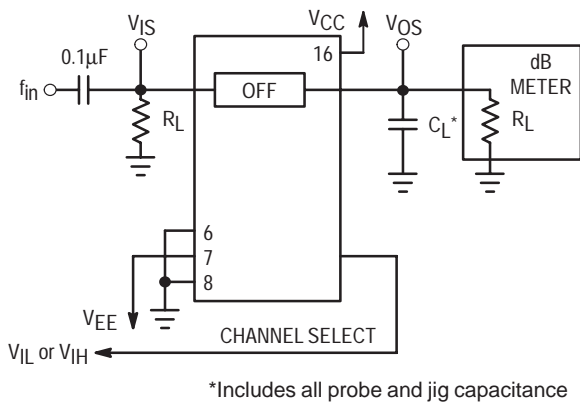 VIS
VCC
VOS
0.1µF
16
dB
METER
fin
OFF
RL
CL*
RL
6
7
8
VEE
CHANNEL SELECT
VIL or VIH
*Includes all probe and jig capacitance